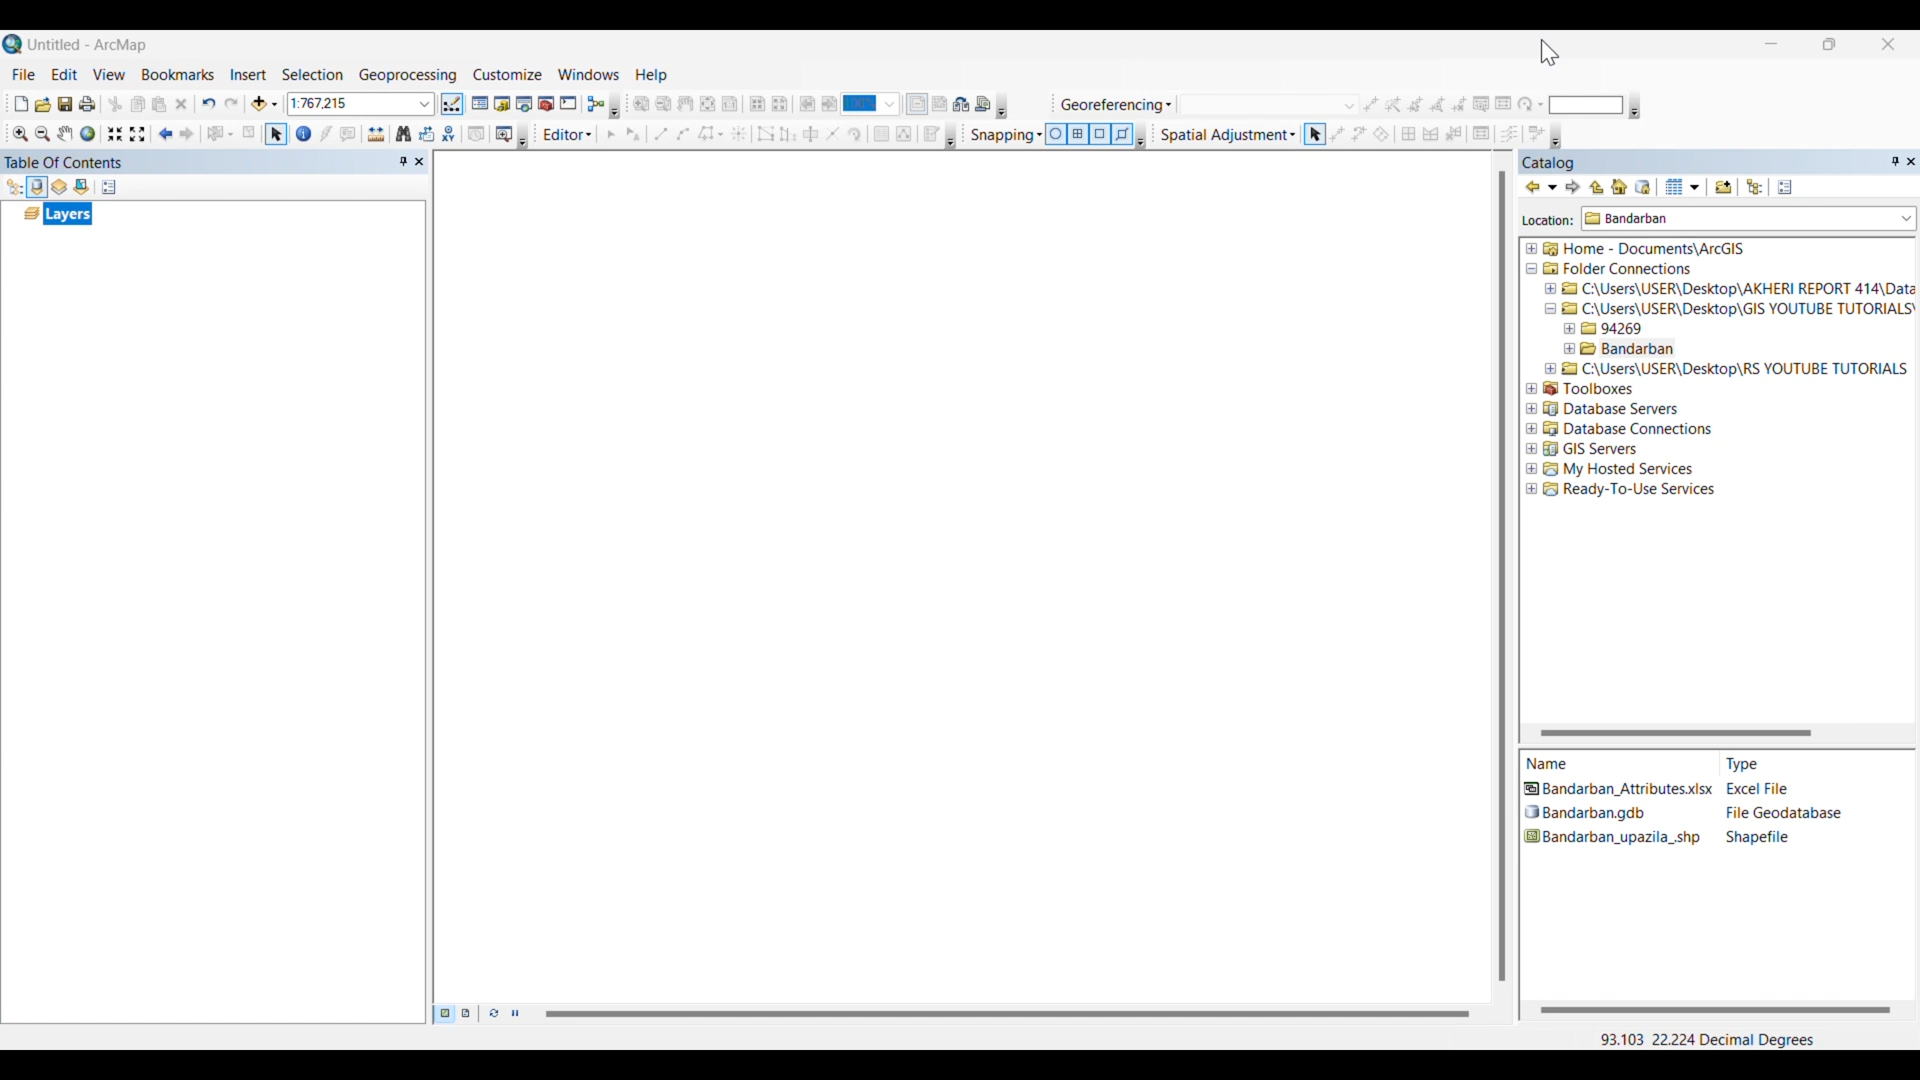 Untitled - ArcMap
File Edit View Bookmarks Insert Selection Geoprocessing Customize Windows Help
1:767,215 100% Georeferencing
Editor Snapping Spatial Adjustment
Table Of Contents
Layers
Catalog
Location: Bandarban
Home - Documents\ArcGIS
Folder Connections
C:\Users\USER\Desktop\AKHERI REPORT 414\Data
C:\Users\USER\Desktop\GIS YOUTUBE TUTORIALS\
94269
Bandarban
C:\Users\USER\Desktop\RS YOUTUBE TUTORIALS
Toolboxes
Database Servers
Database Connections
GIS Servers
My Hosted Services
Ready-To-Use Services
Name Type
Bandarban_Attributes.xlsx Excel File
Bandarban.gdb File Geodatabase
Bandarban_upazila_.shp Shapefile
93.103 22.224 Decimal Degrees